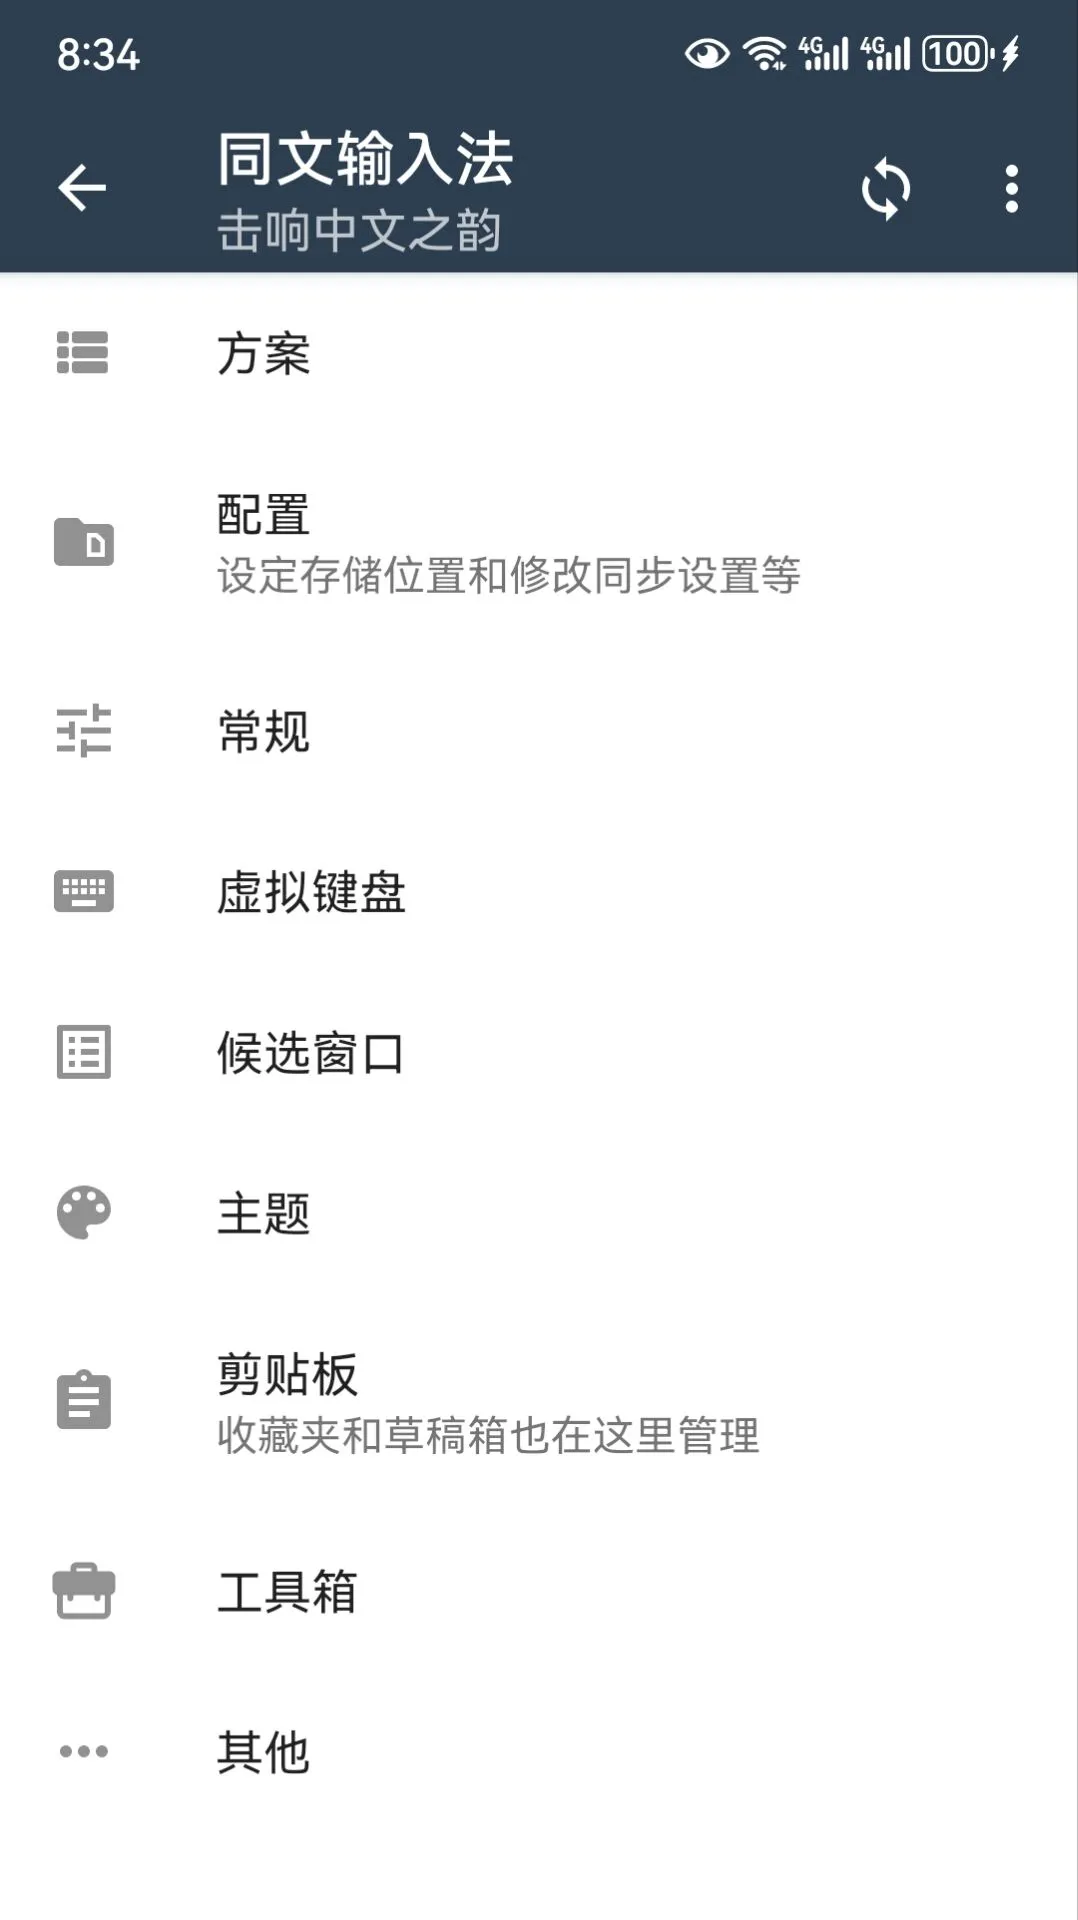 8:34
4G 4G 100
同文输入法
击响中文之韵
方案
配置
设定存储位置和修改同步设置等
常规
虚拟键盘
候选窗口
主题
剪贴板
收藏夹和草稿箱也在这里管理
工具箱
其他